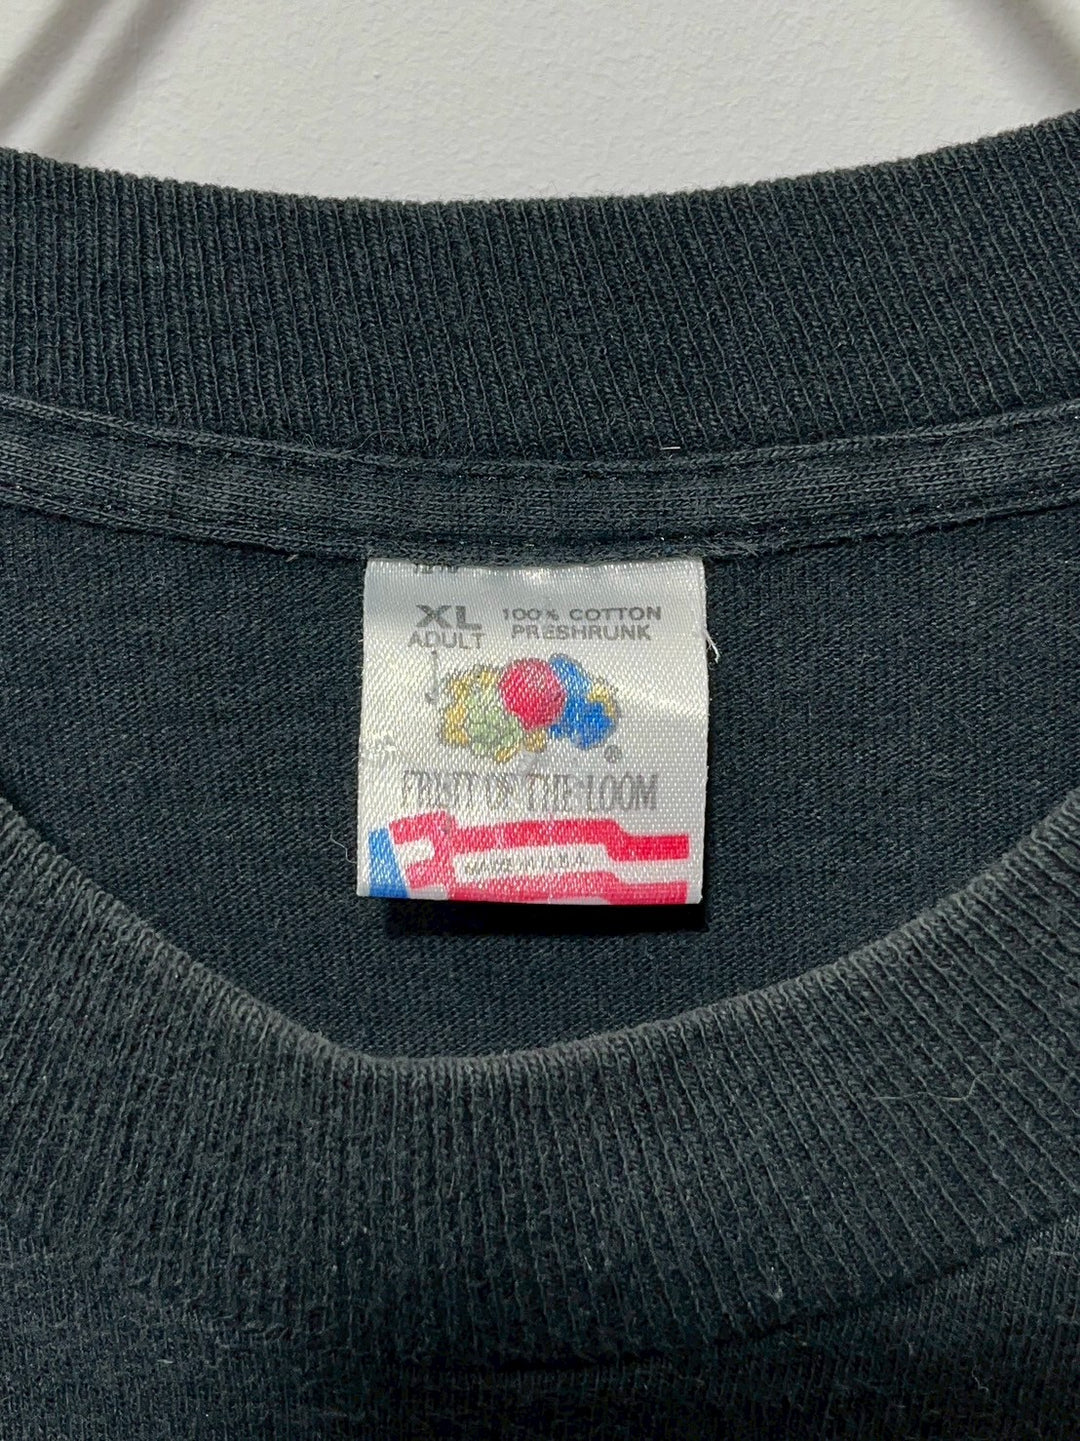 XL 100% COTTON
ADULT PRESHRUNK
®
FRUIT OF THE LOOM
MADE IN U.S.A.